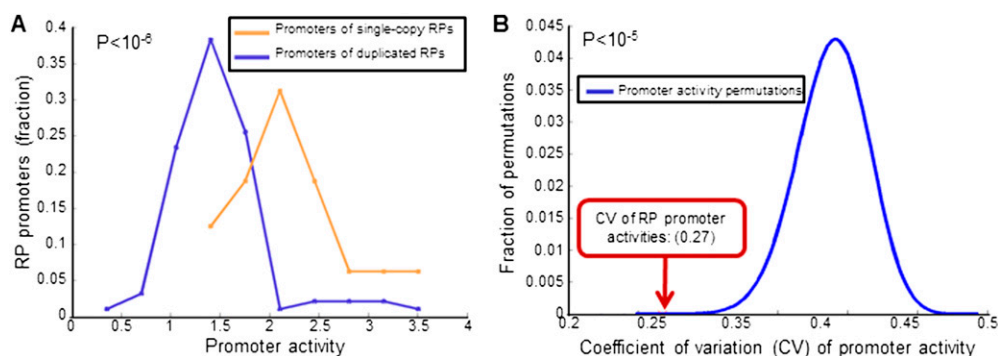 A
P<10-6
Promoters of single-copy RPs
Promoters of duplicated RPs
RP promoters (fraction)
0.4
0.35
0.3
0.25
0.2
0.15
0.1
0.05
0
0
0.5
1
1.5
2
2.5
3
3.5
4
Promoter activity
B
P<10-5
Promoter activity permutations
CV of RP promoter
activities: (0.27)
Fraction of permutations
0.045
0.04
0.035
0.03
0.025
0.02
0.0015
0.01
0.005
0
0.2
0.25
0.35
0.4
0.45
0.5
Coefficient of variation (CV) of promoter activity